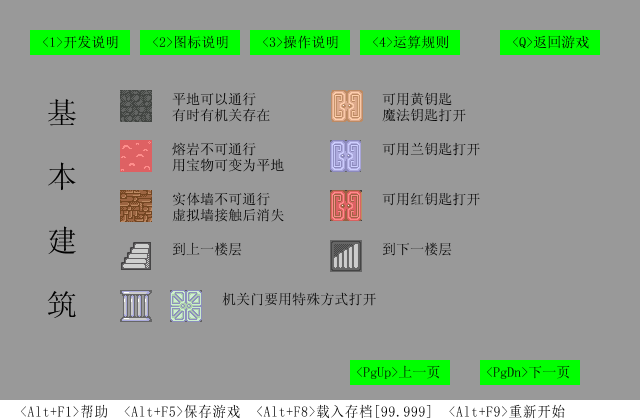 <1>开发说明 <2>图标说明 <3>操作说明 <4>运算规则 <Q>返回游戏
基本建筑
平地可以通行
有时有机关存在
可用黄钥匙
魔法钥匙打开
熔岩不可通行
用宝物可变为平地
可用兰钥匙打开
实体墙不可通行
虚拟墙接触后消失
可用红钥匙打开
到上一楼层
到下一楼层
机关门要用特殊方式打开
<PgUp>上一页 <PgDn>下一页
<Alt+F1>帮助 <Alt+F5>保存游戏 <Alt+F8>载入存档[99.999] <Alt+F9>重新开始